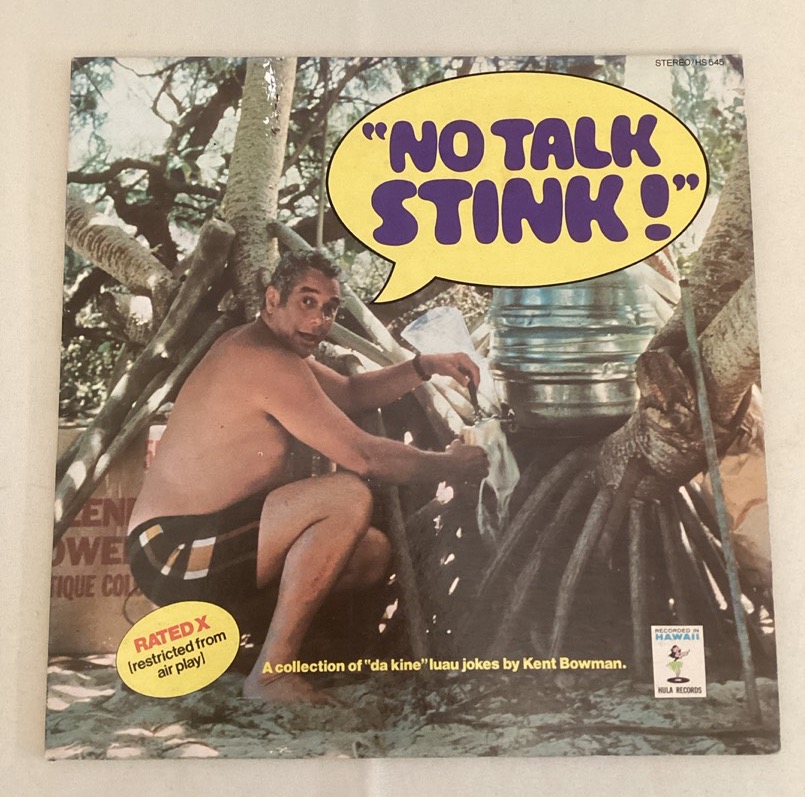 STEREO/HS 545
"NO TALK
STINK!"
RATED X
[restricted from
air play]
A collection of "da kine" luau jokes by Kent Bowman.
RECORDED IN
HAWAII
HULA RECORDS